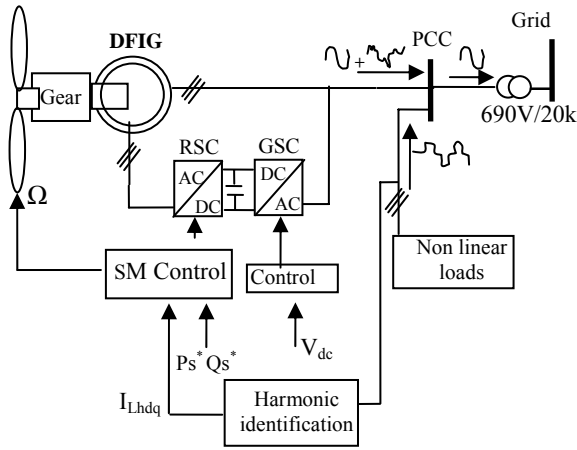 Grid
DFIG
PCC
Gear
690V/20k
RSC
GSC
AC
DC
DC
AC
Ω
Non linear
loads
SM Control
Control
Ps* Qs*
Vdc
ILhdq
Harmonic
identification